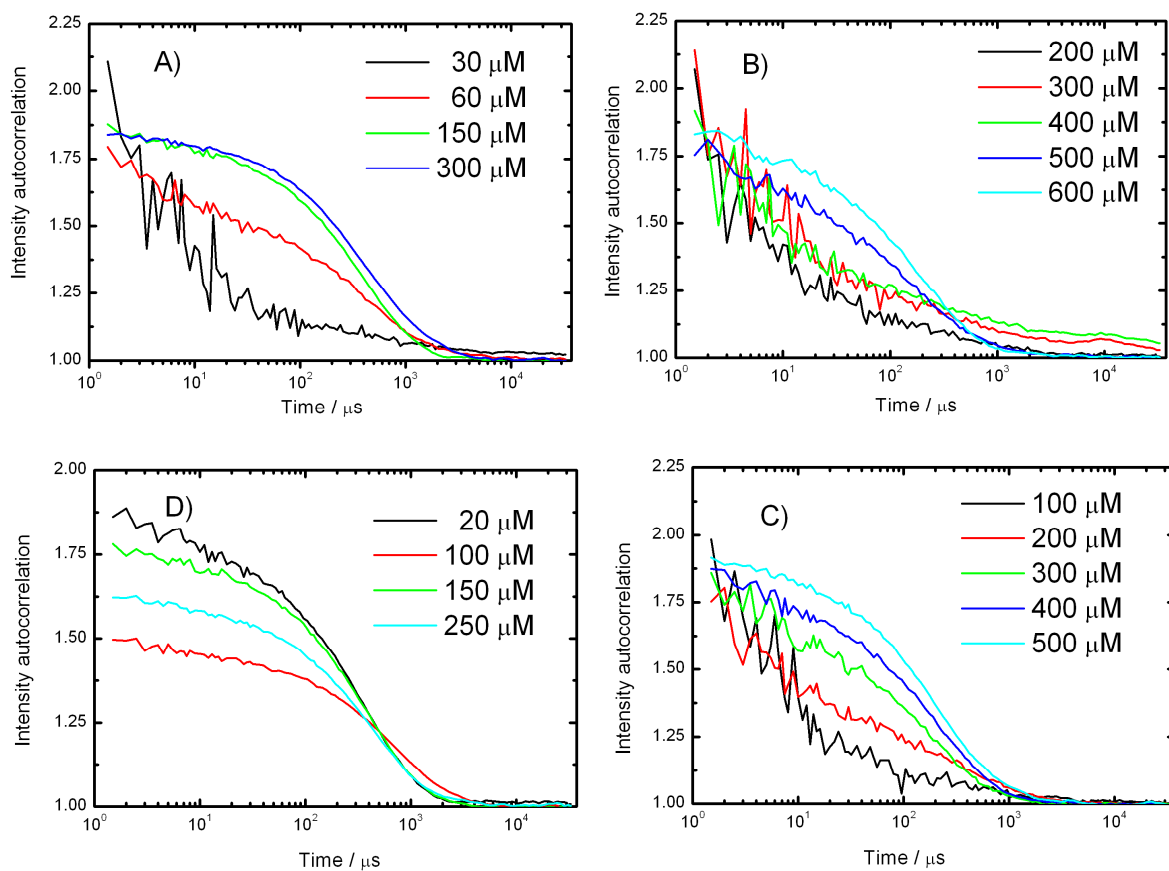 A)
30 μM
60 μM
150 μM
300 μM
Intensity autocorrelation
2.25
2.00
1.75
1.50
1.25
1.00
10⁰ 10¹ 10² 10³ 10⁴
Time / μs
B)
200 μM
300 μM
400 μM
500 μM
600 μM
Intensity autocorrelation
2.25
2.00
1.75
1.50
1.25
1.00
10⁰ 10¹ 10² 10³ 10⁴
Time / μs
D)
20 μM
100 μM
150 μM
250 μM
Intensity autocorrelation
2.00
1.75
1.50
1.25
1.00
10⁰ 10¹ 10² 10³ 10⁴
Time / μs
C)
100 μM
200 μM
300 μM
400 μM
500 μM
Intensity autocorrelation
2.25
2.00
1.75
1.50
1.25
1.00
10⁰ 10¹ 10² 10³ 10⁴
Time / μs